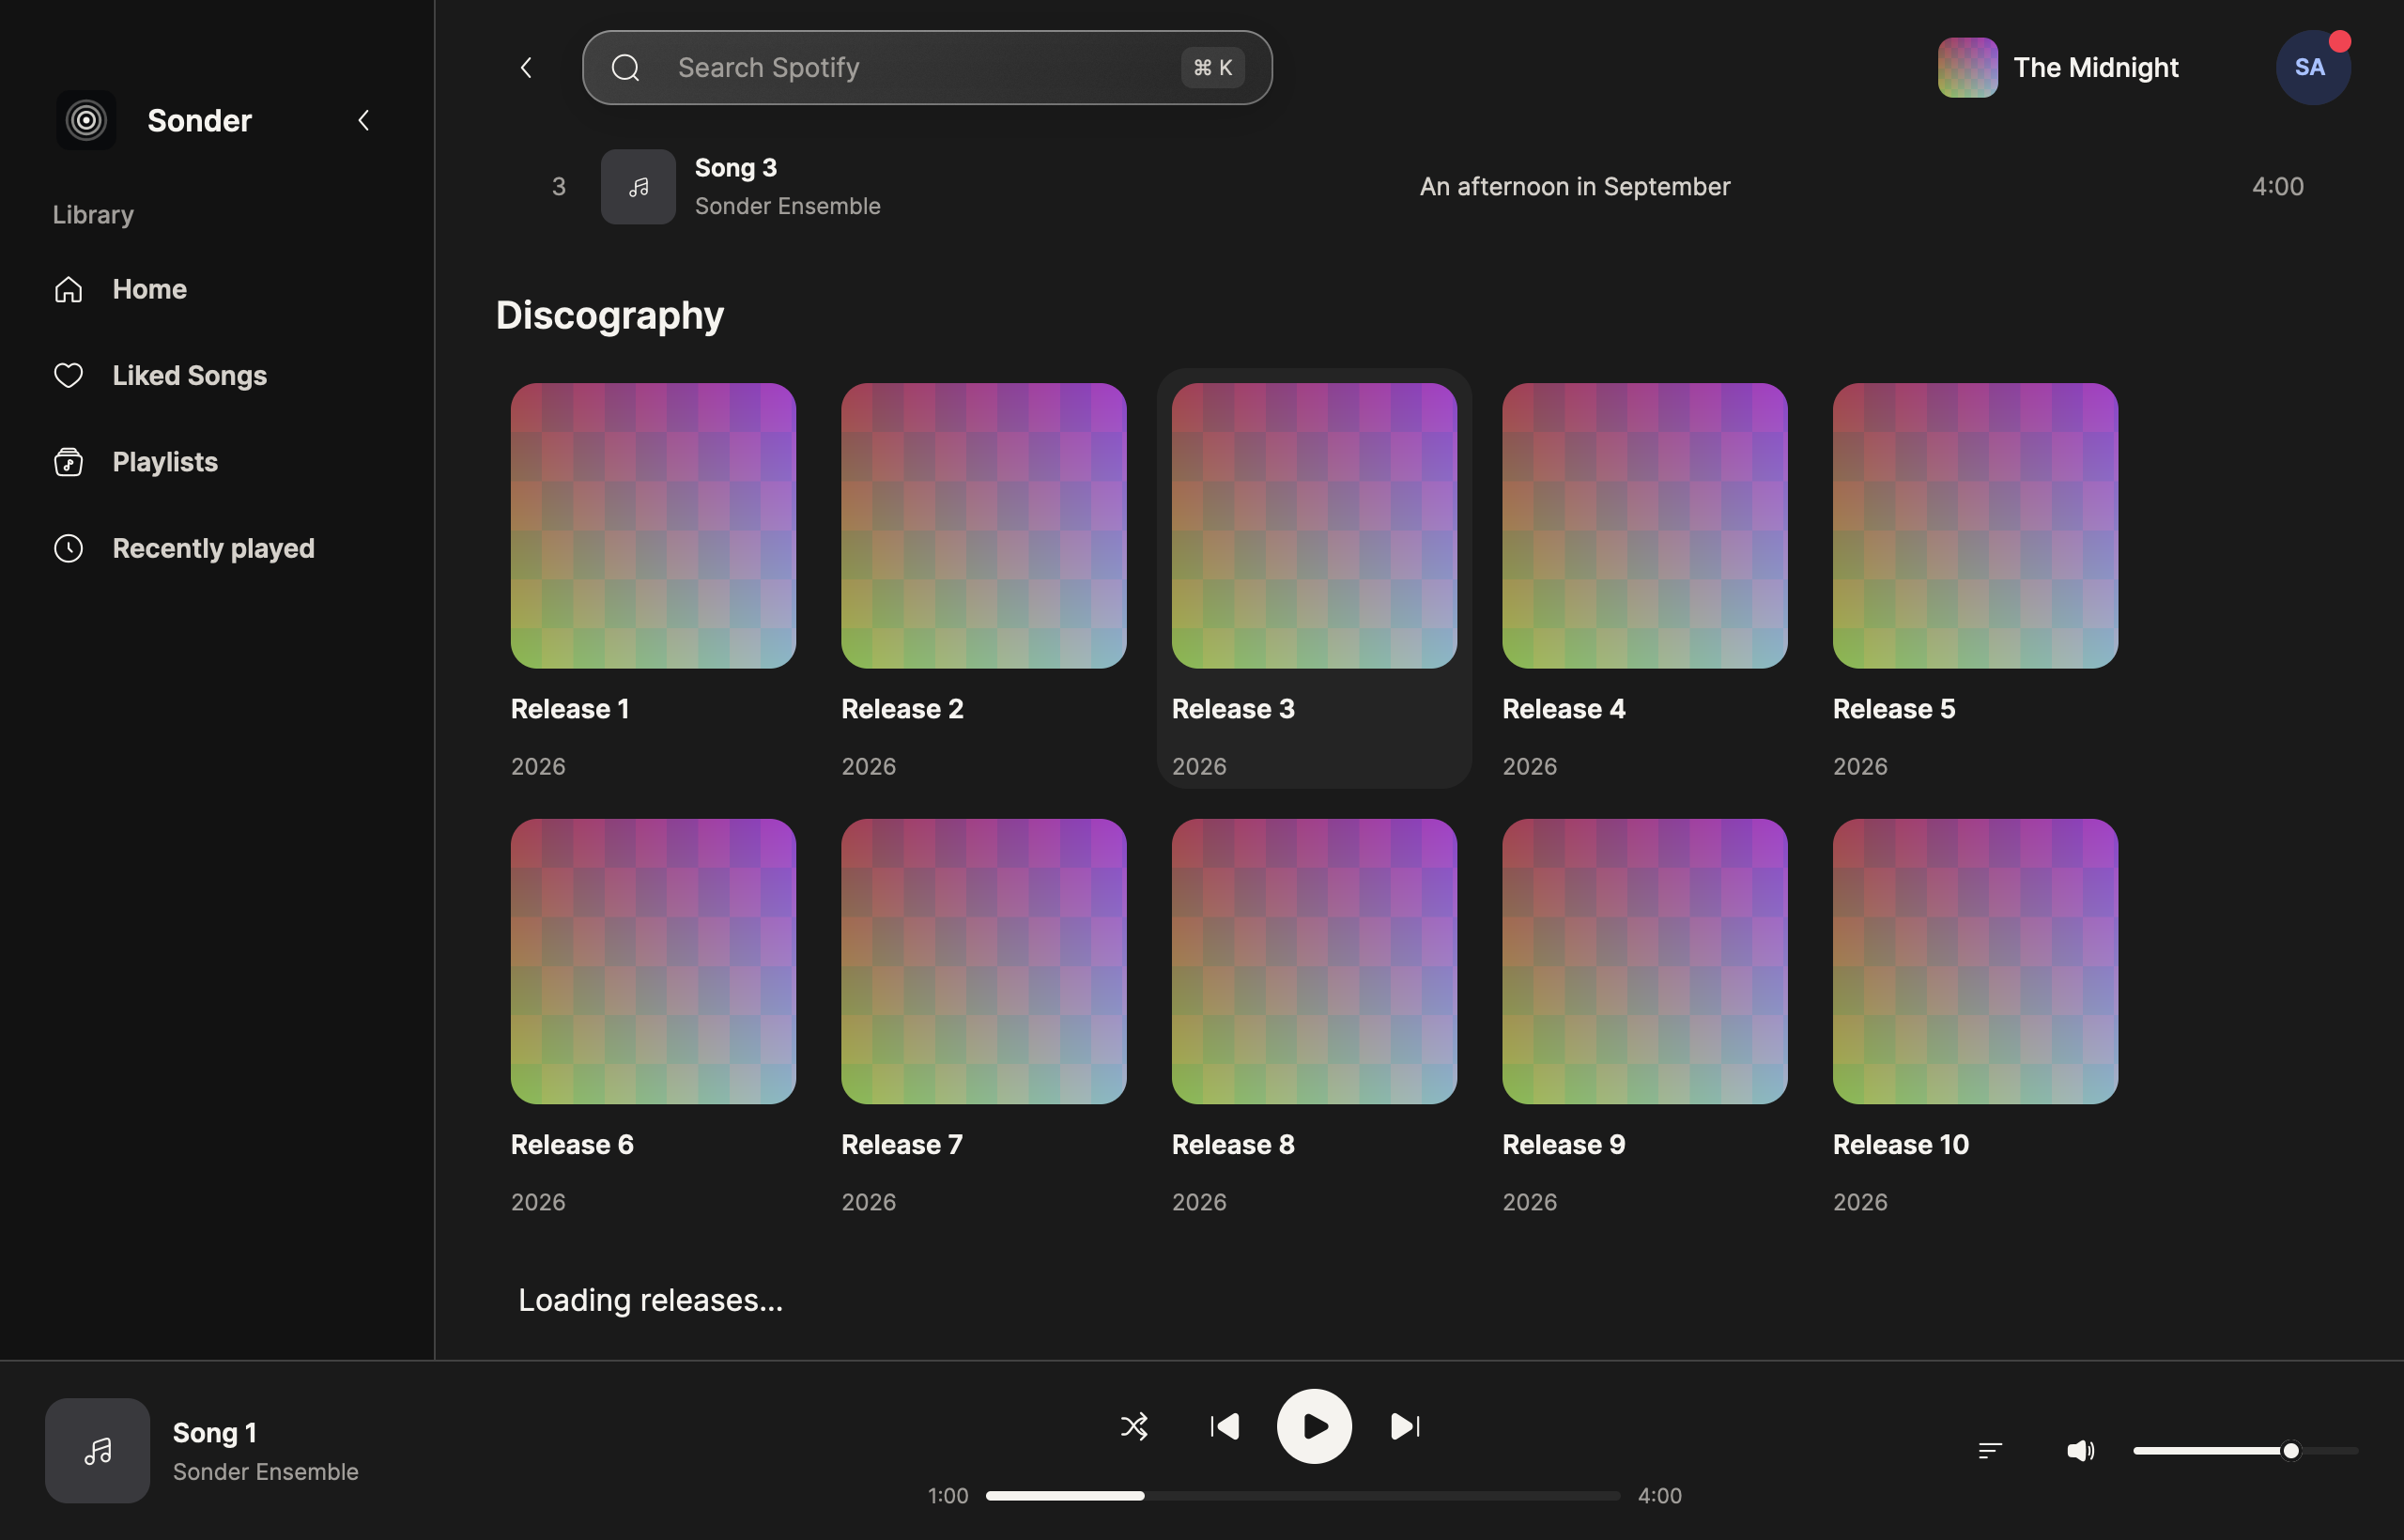 Sonder
Library
Home
Liked Songs
Playlists
Recently played
Search Spotify
⌘ K
The Midnight
SA
3
Song 3
Sonder Ensemble
An afternoon in September
4:00
Discography
Release 1
2026
Release 2
2026
Release 3
2026
Release 4
2026
Release 5
2026
Release 6
2026
Release 7
2026
Release 8
2026
Release 9
2026
Release 10
2026
Loading releases...
Song 1
Sonder Ensemble
1:00
4:00